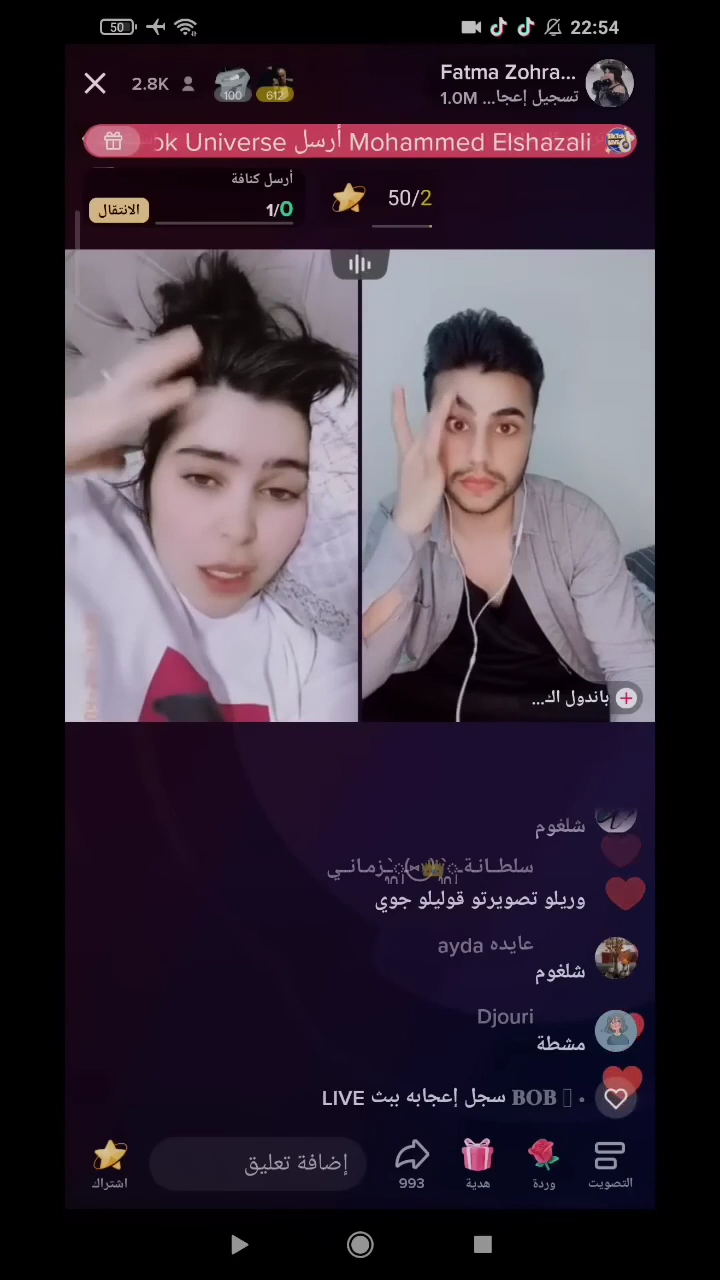 50
22:54
2.8K
Fatma Zohra...
تسجيل إعجا... 1.0M
100
612
Mohammed Elshazali أرسل ok Universe
أرسل كنافة
الانتقال
1/0
50/2
باندول اك...
شلغوم
وريلو تصويرتو قوليلو جوي
عايده ayda
شلغوم
Djouri
مشطة
BOB سجل إعجابه ببث LIVE
اشتراك
إضافة تعليق
993
هدية
وردة
التصويت